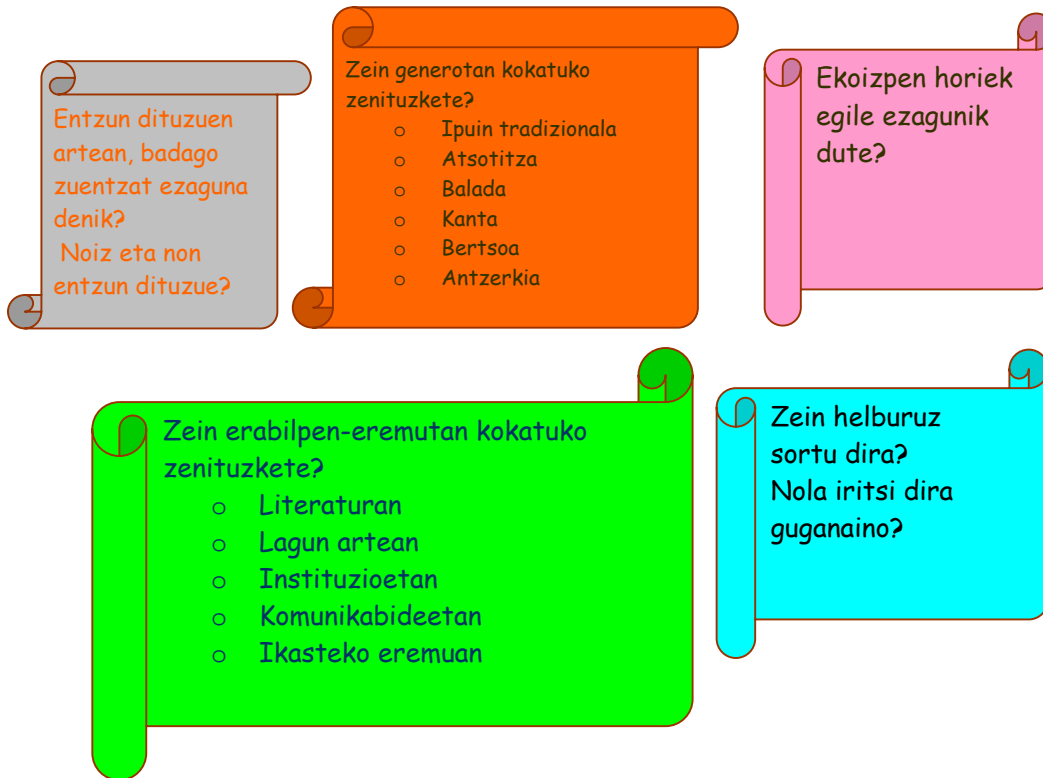 Entzun dituzuen
artean, badago
zuentzat ezaguna
denik?
Noiz eta non
entzun dituzue?
Zein generotan kokatuko
zenituzkete?
o Ipuin tradizionala
o Atsotitza
o Balada
o Kanta
o Bertsoa
o Antzerkia
Ekoizpen horiek
egile ezagunik
dute?
Zein erabilpen-eremutan kokatuko
zenituzkete?
o Literaturan
o Lagun artean
o Instituzioetan
o Komunikabideetan
o Ikasteko eremuan
Zein helburuz
sortu dira?
Nola iritsi dira
guganaino?